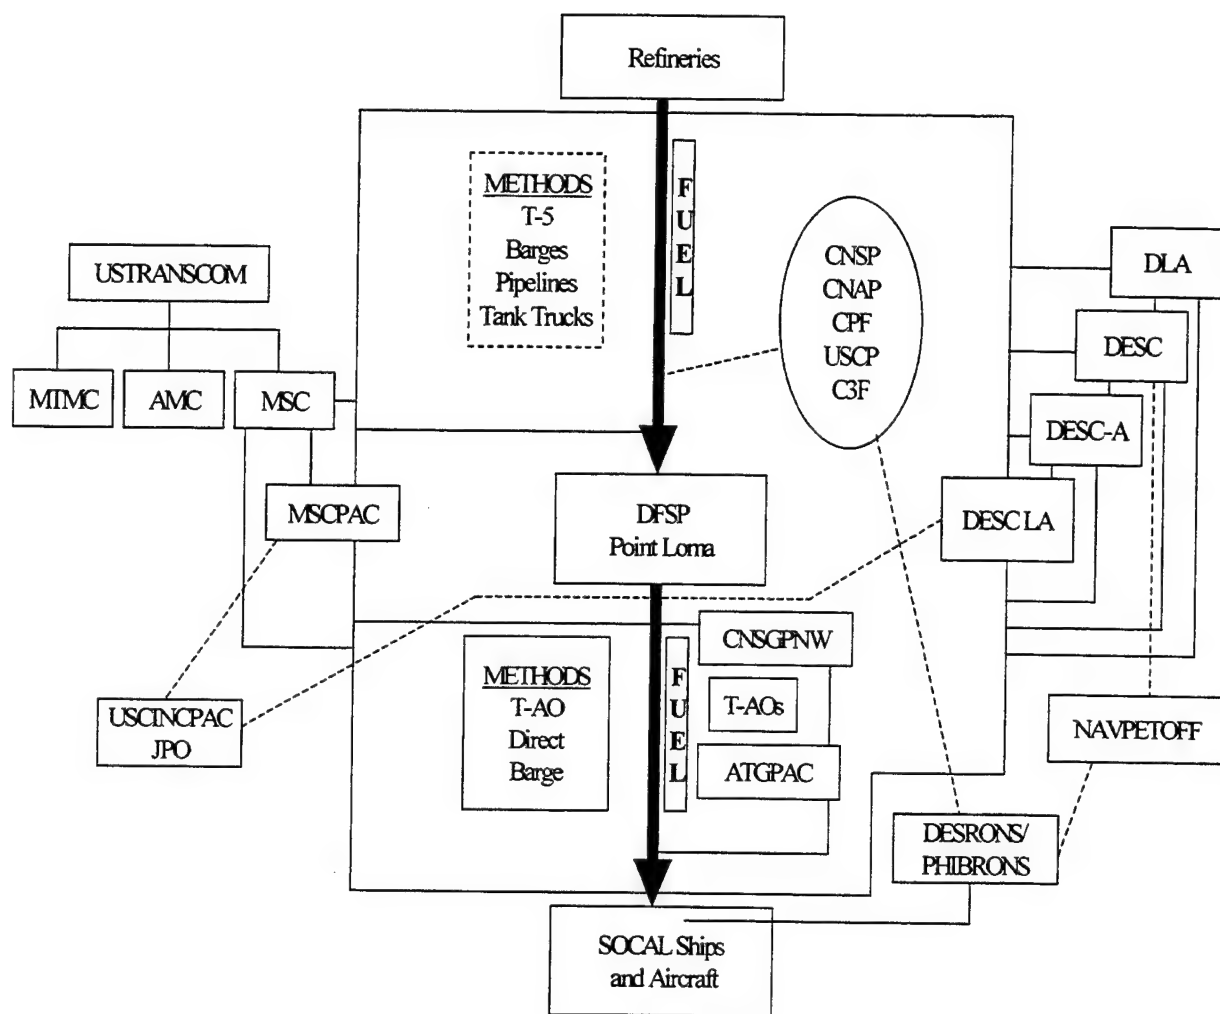 Refineries
METHODS
T-5
Barges
Pipelines
Tank Trucks
FUEL
CNSP
CNAP
CPF
USCP
C3F
USTRANSCOM
MTMC
AMC
MSC
MSCPAC
DLA
DESC
DESC-A
DESC LA
DFSP
Point Loma
USCINCPAC
JPO
METHODS
T-AO
Direct
Barge
FUEL
CNSGPNW
T-AOs
ATGPAC
NAVPETOFF
DESRONS/
PHIBRONS
SOCAL Ships
and Aircraft